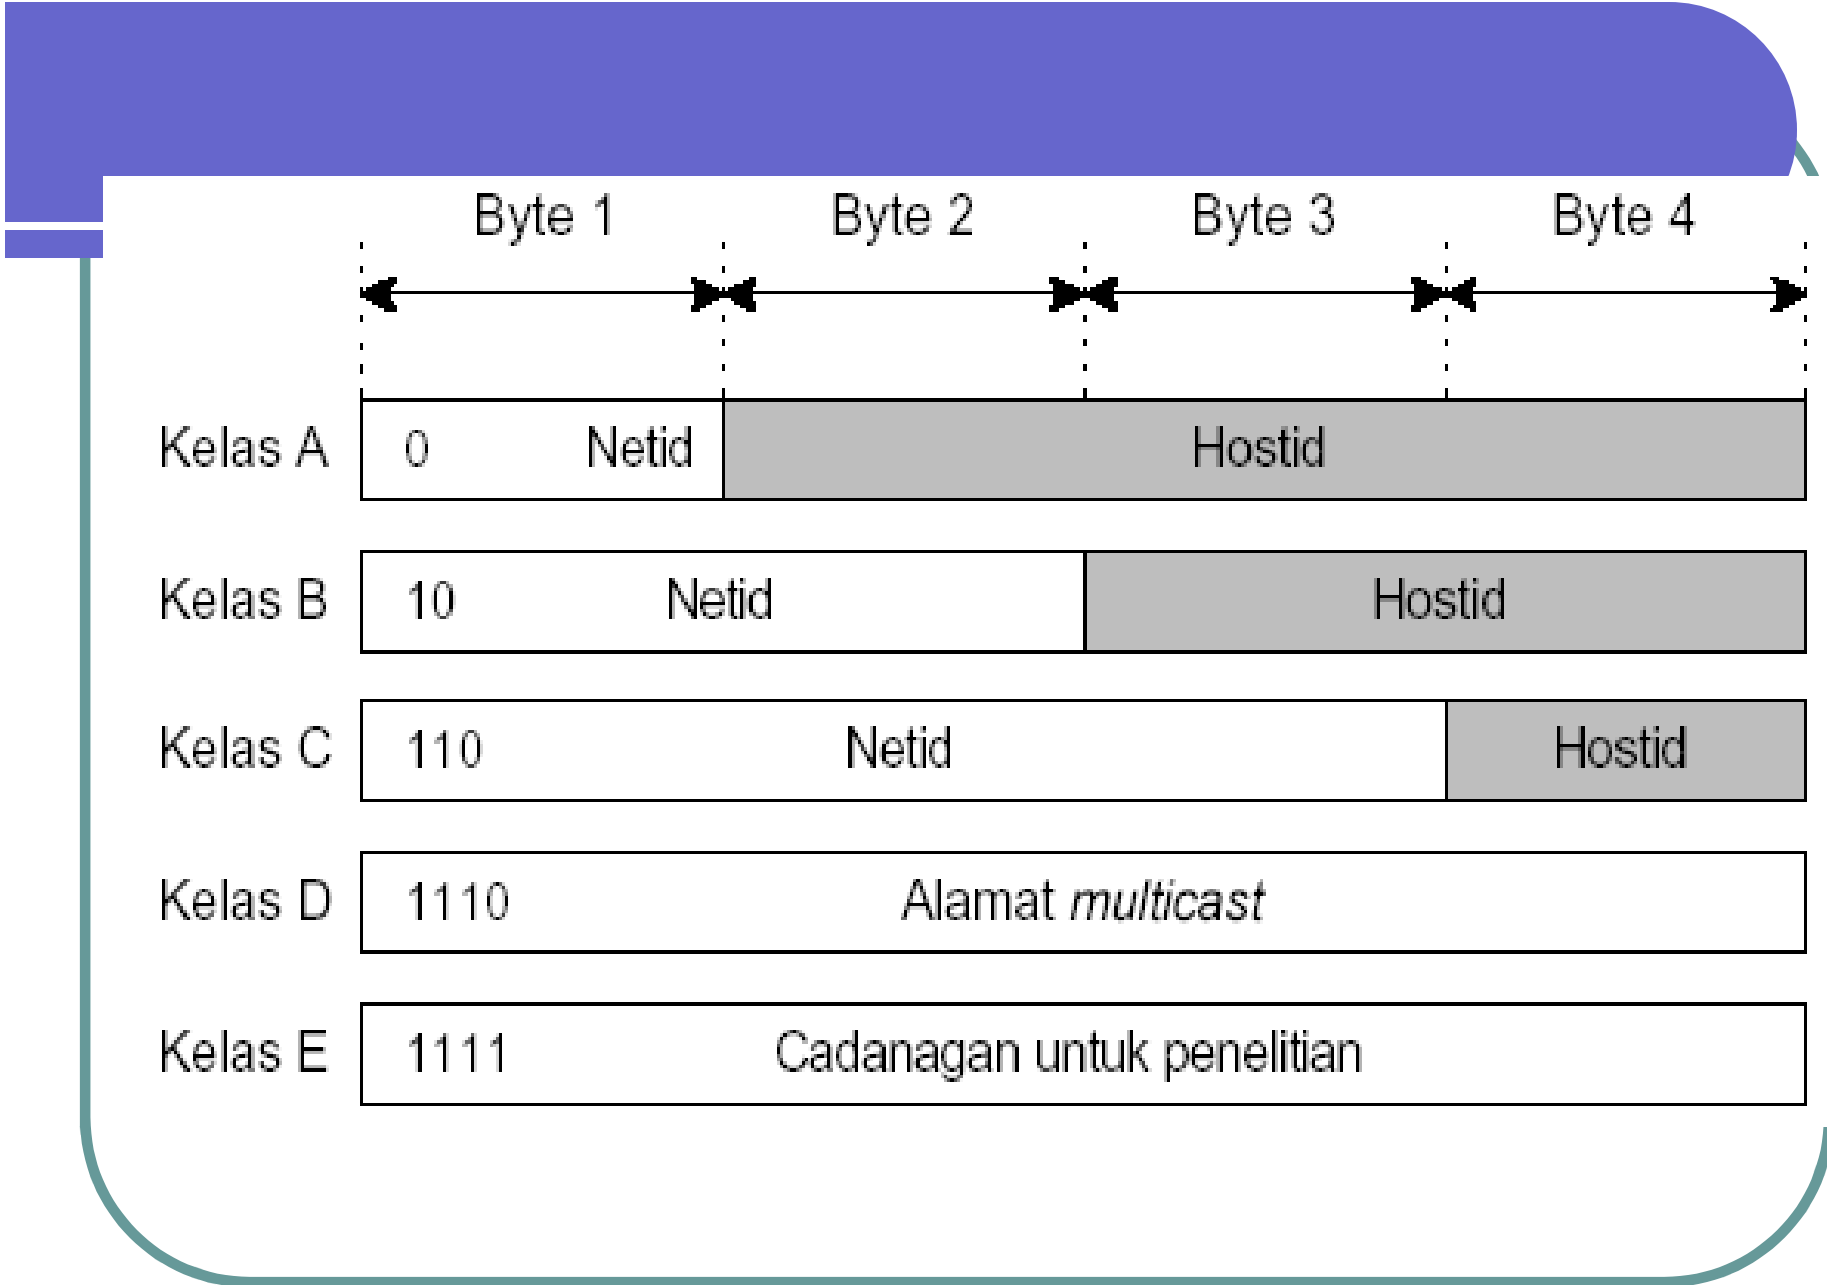 Byte 1 Byte 2 Byte 3 Byte 4
Kelas A 0 Netid Hostid
Kelas B 10 Netid Hostid
Kelas C 110 Netid Hostid
Kelas D 1110 Alamat multicast
Kelas E 1111 Cadanagan untuk penelitian